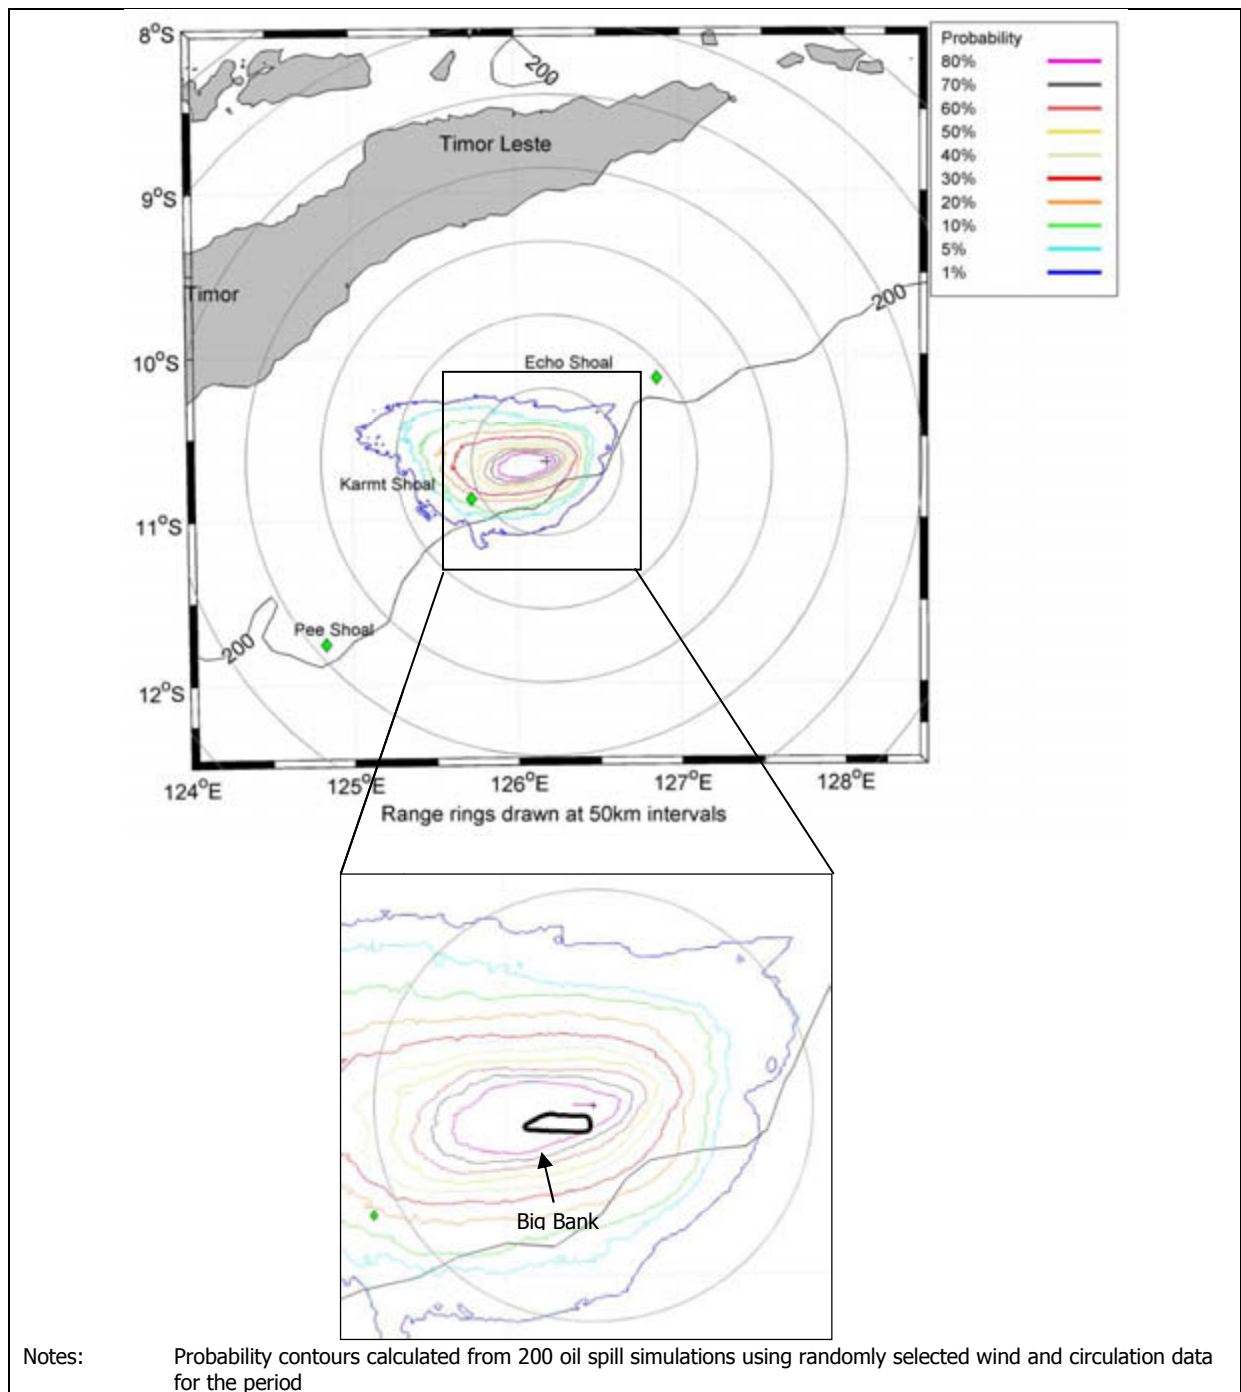 8°S
9°S
10°S
11°S
12°S
200
Timor Leste
Timor
200
Echo Shoal
Karmt Shoal
Pee Shoal
200
124°E
125°E
126°E
127°E
128°E
Range rings drawn at 50km intervals
Probability
80%
70%
60%
50%
40%
30%
20%
10%
5%
1%
Big Bank
Notes: Probability contours calculated from 200 oil spill simulations using randomly selected wind and circulation data
for the period